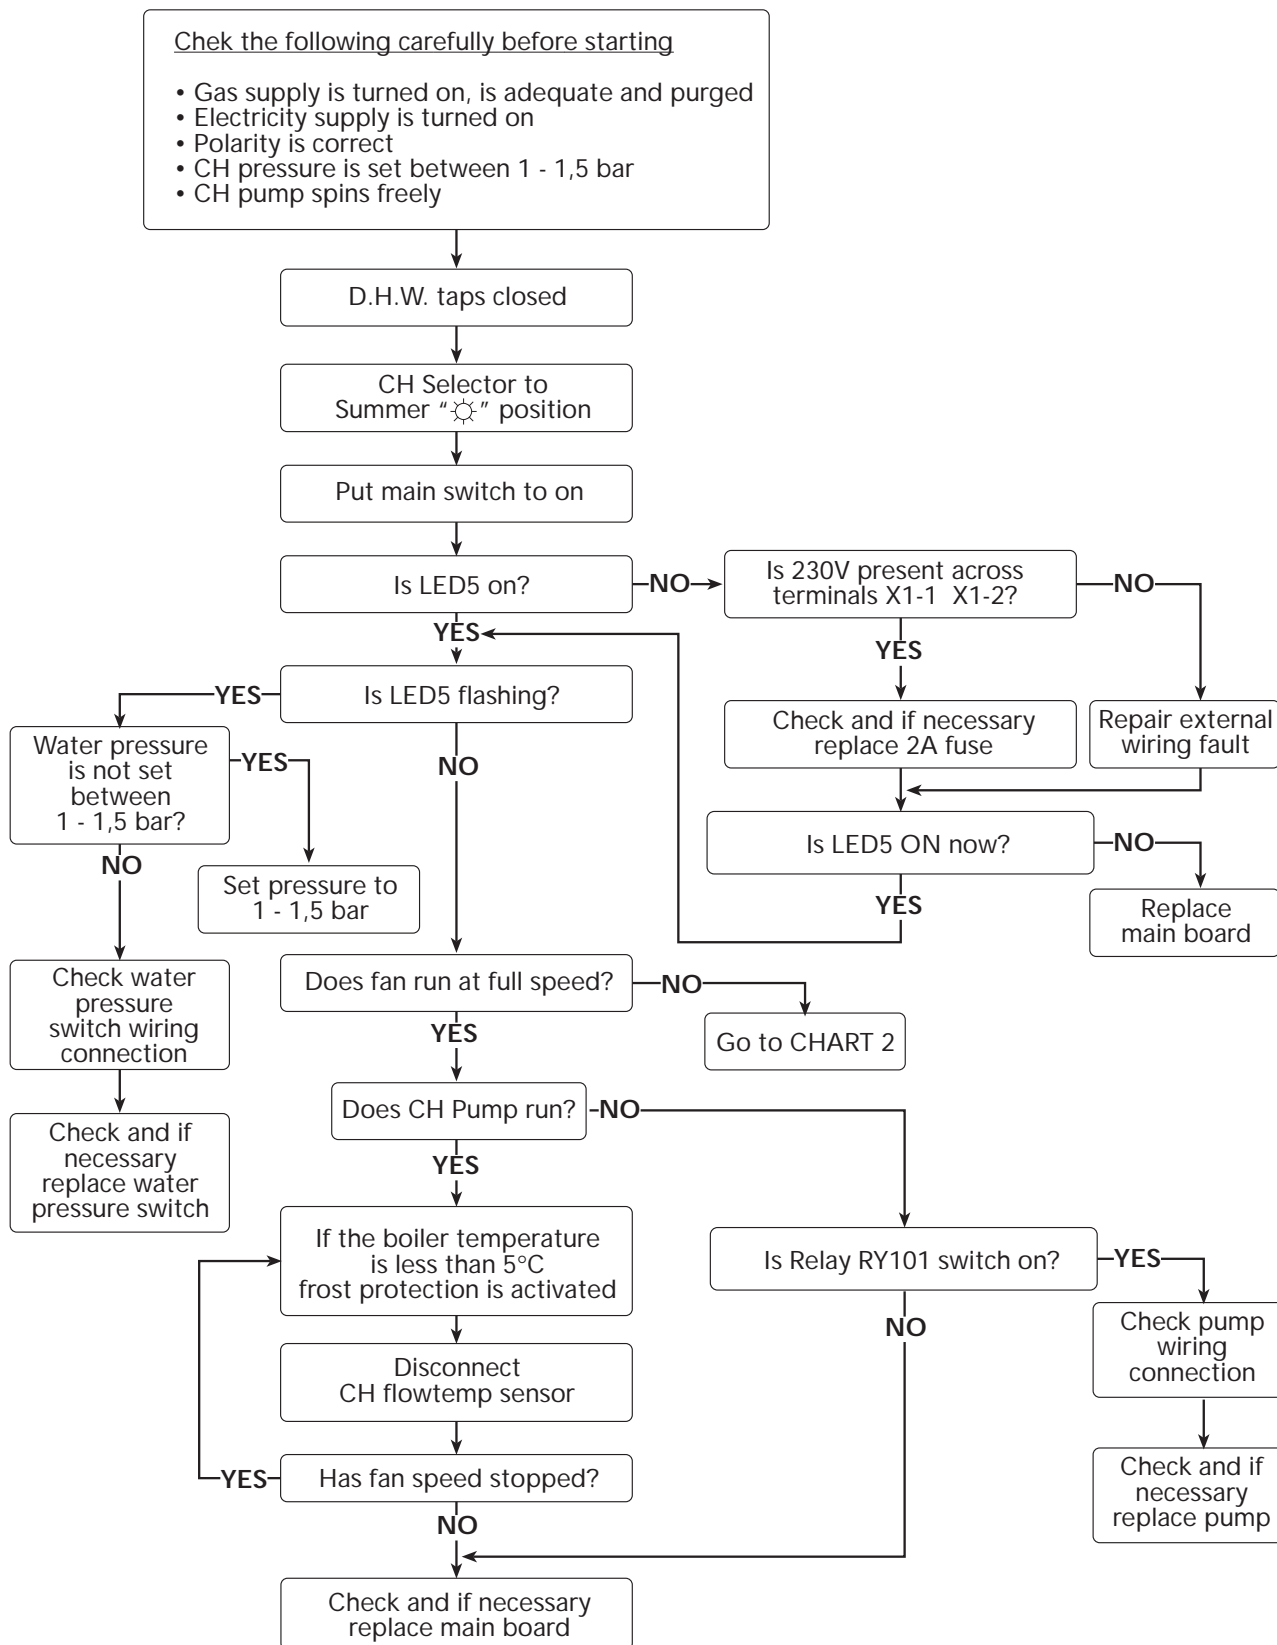 Chek the following carefully before starting
• Gas supply is turned on, is adequate and purged
• Electricity supply is turned on
• Polarity is correct
• CH pressure is set between 1 - 1,5 bar
• CH pump spins freely
D.H.W. taps closed
CH Selector to
Summer “☼” position
Put main switch to on
Is LED5 on?
NO
Is 230V present across
terminals X1-1 X1-2?
NO
YES
YES
Is LED5 flashing?
YES
Check and if necessary
replace 2A fuse
Repair external
wiring fault
Water pressure
is not set
between
1 - 1,5 bar?
YES
NO
NO
Is LED5 ON now?
NO
YES
Set pressure to
1 - 1,5 bar
Replace
main board
Check water
pressure
switch wiring
connection
Does fan run at full speed?
NO
YES
Go to CHART 2
Does CH Pump run?
NO
YES
Check and if
necessary
replace water
pressure switch
If the boiler temperature
is less than 5°C
frost protection is activated
Is Relay RY101 switch on?
YES
NO
Check pump
wiring
connection
Disconnect
CH flowtemp sensor
Has fan speed stopped?
YES
NO
Check and if
necessary
replace pump
Check and if necessary
replace main board